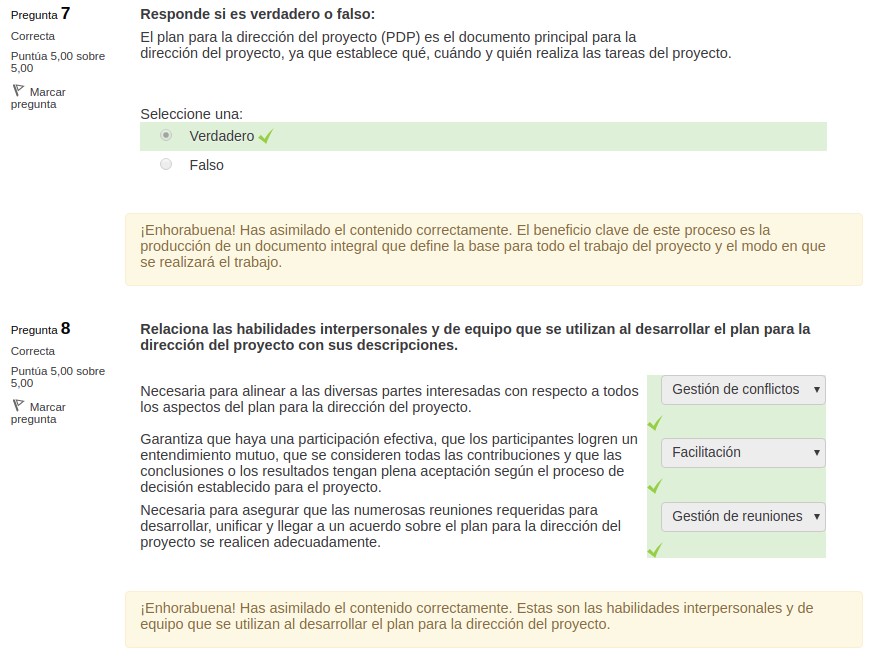 Pregunta 7
Correcta
Puntúa 5,00 sobre
5,00
Marcar
pregunta
Responde si es verdadero o falso:
El plan para la dirección del proyecto (PDP) es el documento principal para la
dirección del proyecto, ya que establece qué, cuándo y quién realiza las tareas del proyecto.
Seleccione una:
Verdadero
Falso
¡Enhorabuena! Has asimilado el contenido correctamente. El beneficio clave de este proceso es la
producción de un documento integral que define la base para todo el trabajo del proyecto y el modo en que
se realizará el trabajo.
Pregunta 8
Correcta
Puntúa 5,00 sobre
5,00
Marcar
pregunta
Relaciona las habilidades interpersonales y de equipo que se utilizan al desarrollar el plan para la
dirección del proyecto con sus descripciones.
Necesaria para alinear a las diversas partes interesadas con respecto a todos
los aspectos del plan para la dirección del proyecto.
Gestión de conflictos
Garantiza que haya una participación efectiva, que los participantes logren un
entendimiento mutuo, que se consideren todas las contribuciones y que las
conclusiones o los resultados tengan plena aceptación según el proceso de
decisión establecido para el proyecto.
Facilitación
Necesaria para asegurar que las numerosas reuniones requeridas para
desarrollar, unificar y llegar a un acuerdo sobre el plan para la dirección del
proyecto se realicen adecuadamente.
Gestión de reuniones
¡Enhorabuena! Has asimilado el contenido correctamente. Estas son las habilidades interpersonales y de
equipo que se utilizan al desarrollar el plan para la dirección del proyecto.